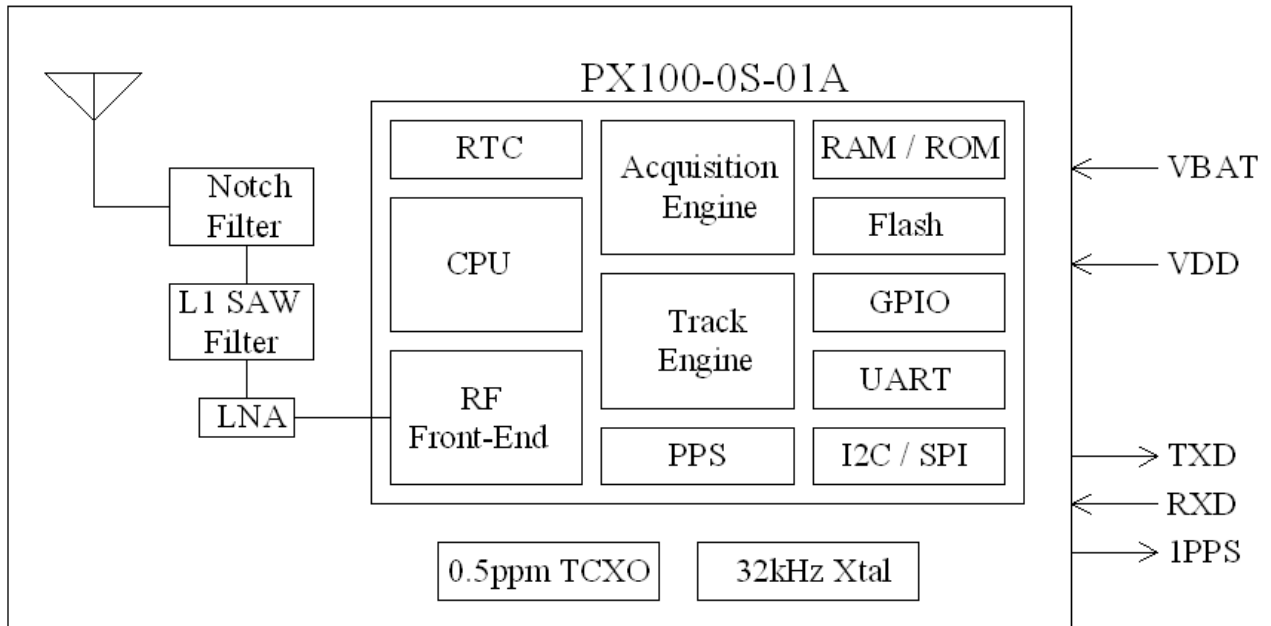 PX100-0S-01A
Notch
Filter
L1 SAW
Filter
LNA
RTC
CPU
RF
Front-End
Acquisition
Engine
Track
Engine
PPS
RAM / ROM
Flash
GPIO
UART
I2C / SPI
0.5ppm TCXO
32kHz Xtal
VBAT
VDD
TXD
RXD
1PPS